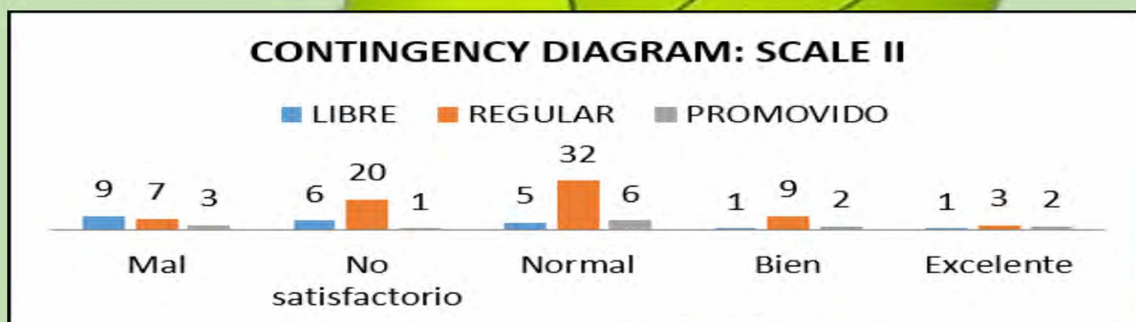 CONTINGENCY DIAGRAM: SCALE II
LIBRE REGULAR PROMOVIDO
9 7 3 6 20 1 5 32 6 1 9 2 1 3 2
Mal No satisfactorio Normal Bien Excelente